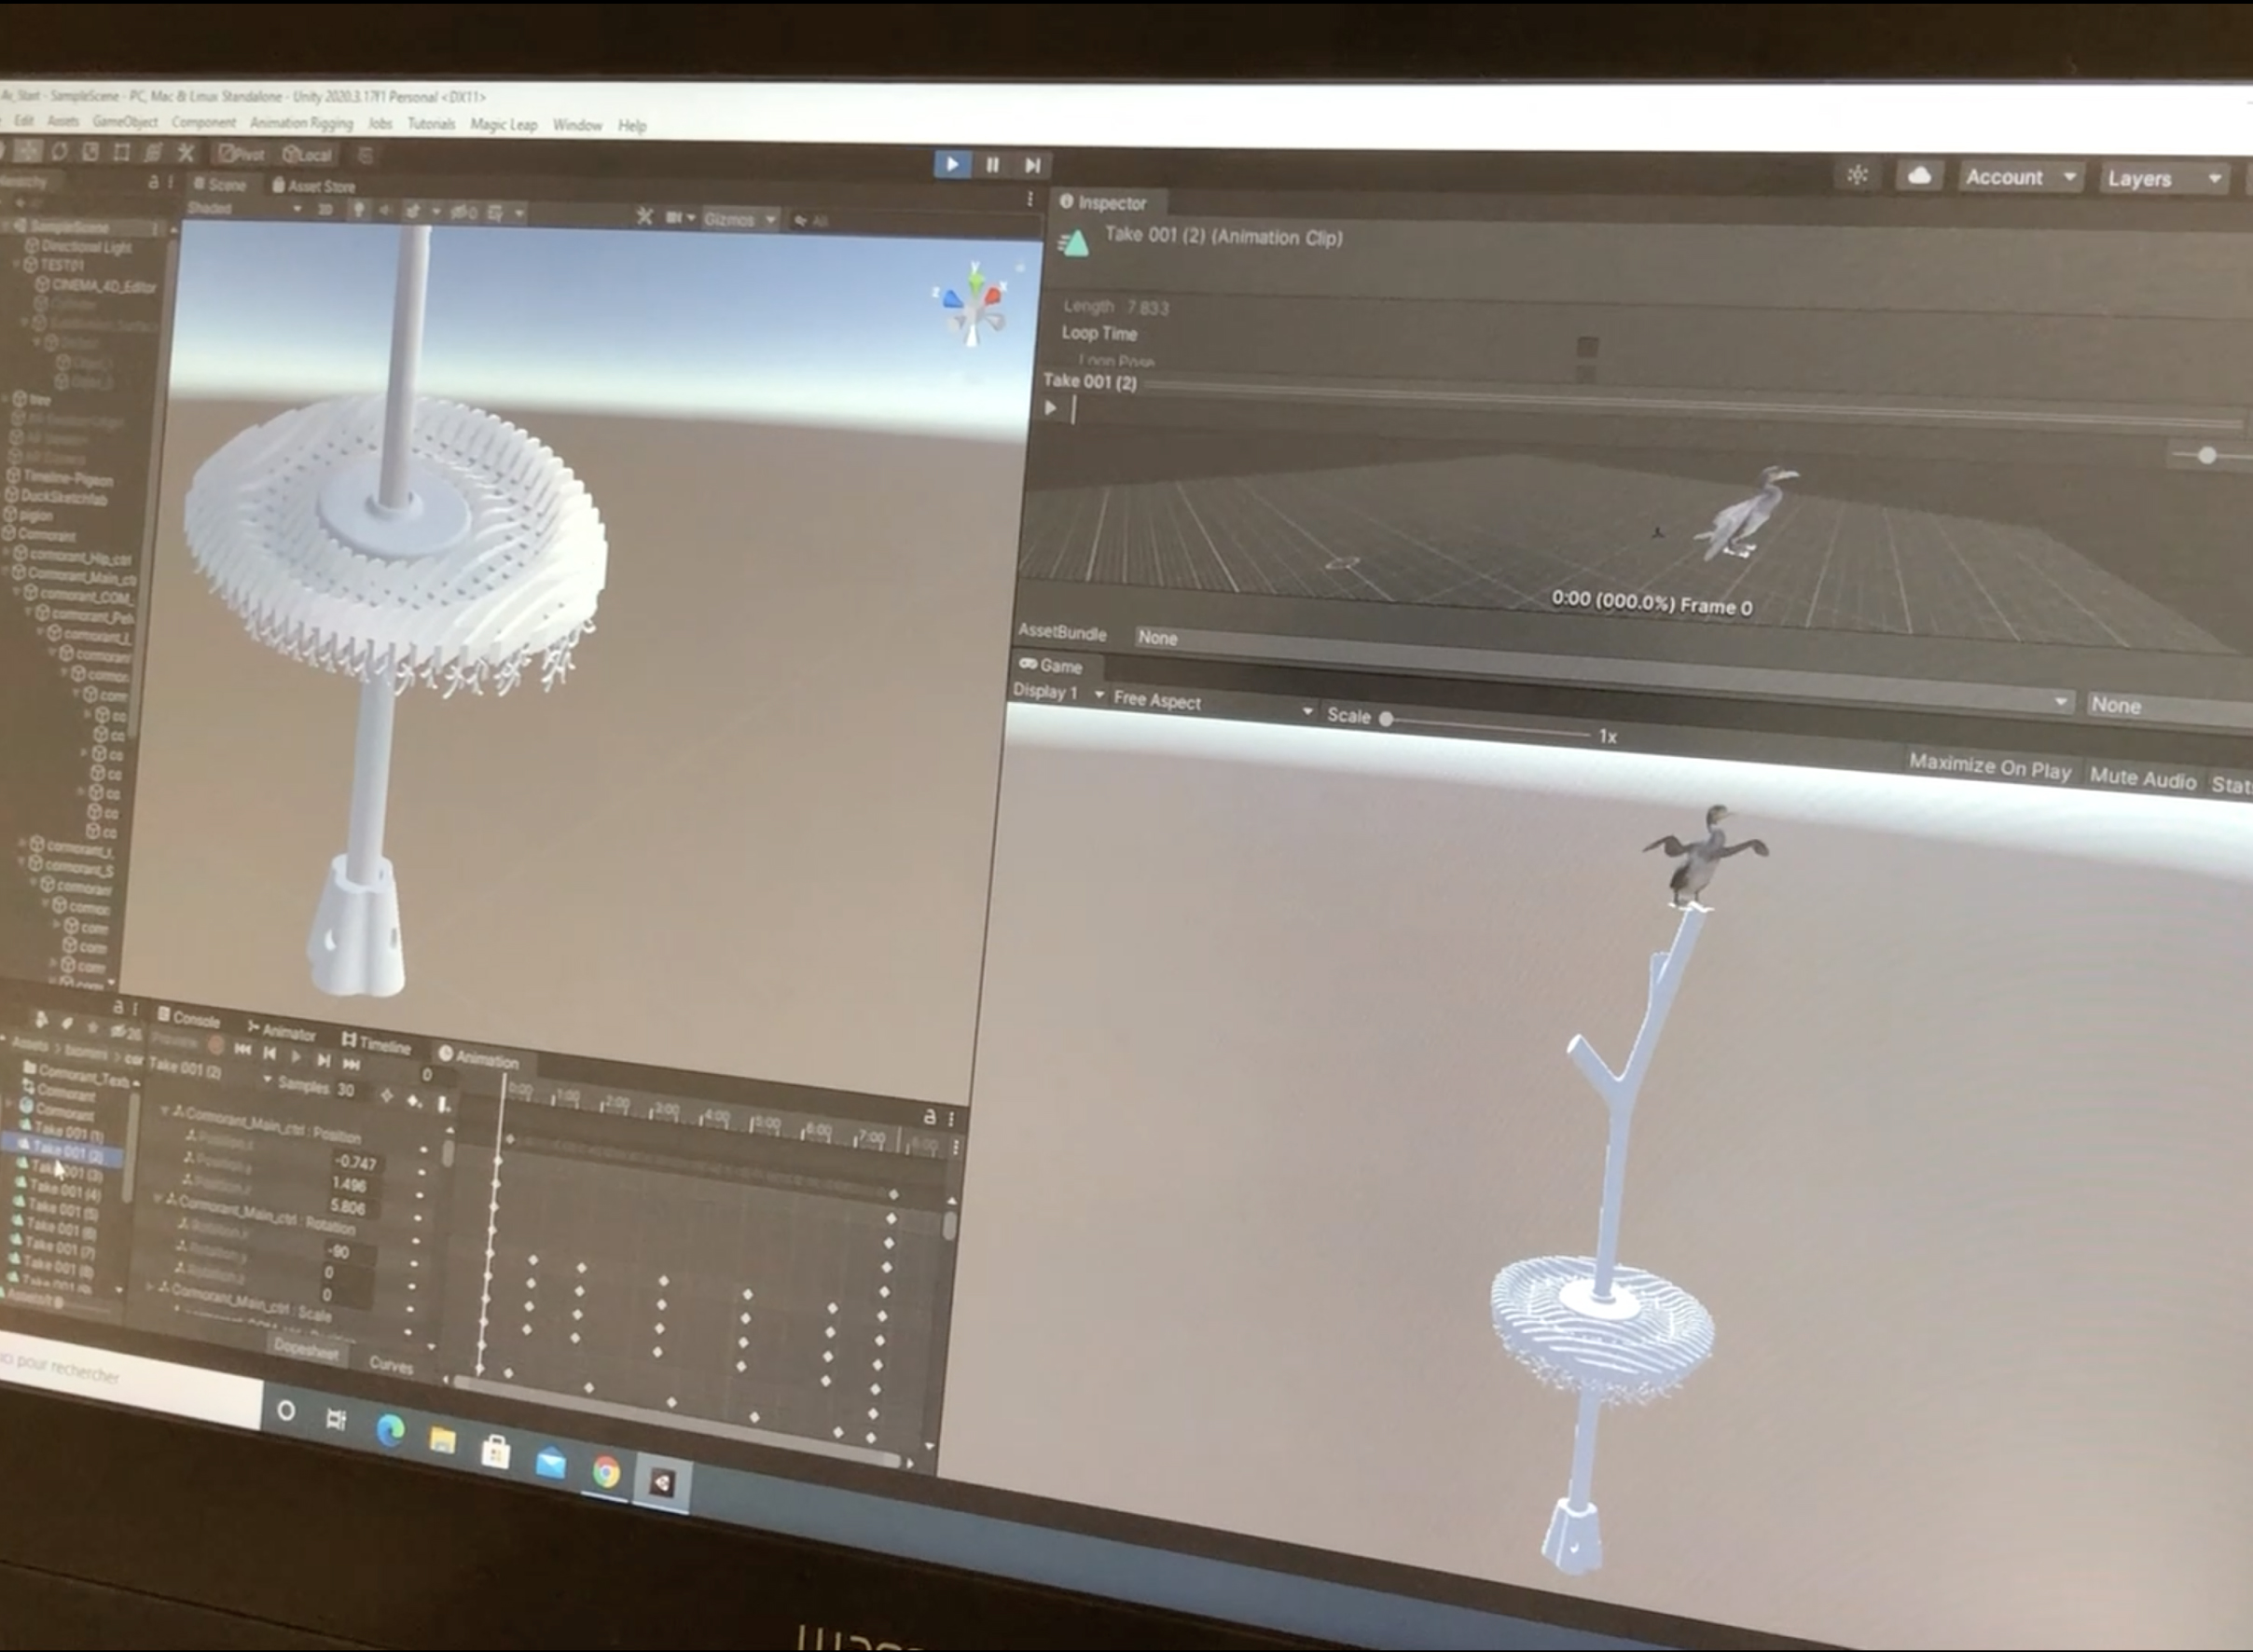 Ar_Start - SampleScene - PC, Mac & Linux Standalone - Unity 2020.3.17f1 Personal <DX11>
Edit Assets GameObject Component Animation Rigging Jobs Tutorials Magic Leap Window Help
Pivot Local
Account Layers
Hierarchy
Scene Asset Store
Shaded 2D Gizmos All
SampleScene
Directional Light
TEST01
CINEMA_4D_Editor
tree
Timeline-Pigeon
DuckSketchfab
pigion
Cormorant
cormorant_Hip_ctrl
Cormorant_Main_ct
cormorant_COM_
cormorant_Pelv
cormorant_L
cormoran
cormor
corm
co
co
co
co
co
co
co
cormorant_r
cormorant_S
cormorant
cormor
corm
corm
corm
corm
Inspector
Take 001 (2) (Animation Clip)
Length 7.833
Loop Time
Loop Pose
Take 001 (2)
0:00 (000.0%) Frame 0
AssetBundle None None
Game
Display 1 Free Aspect Scale 1x
Maximize On Play Mute Audio Stat
y
x
z
Console Animator Timeline Animation
Preview 0
26
Assets > biomims > cor
Cormorant_Textu
Cormorant
Cormorant
Take 001 (1)
Take 001 (2)
Take 001 (3)
Take 001 (4)
Take 001 (5)
Take 001 (6)
Take 001 (7)
Take 001 (8)
Take 001 (9)
Assets/
Take 001 (2) Samples 30
0:00 1:00 2:00 3:00 4:00 5:00 6:00 7:00 8:00
Cormorant_Main_ctrl : Position
Position.x -0.747
Position.y 1.496
Position.z 5.806
Cormorant_Main_ctrl : Rotation
Rotation.x -90
Rotation.y 0
Rotation.z 0
Cormorant_Main_ctrl : Scale
Dopesheet Curves
ici pour rechercher